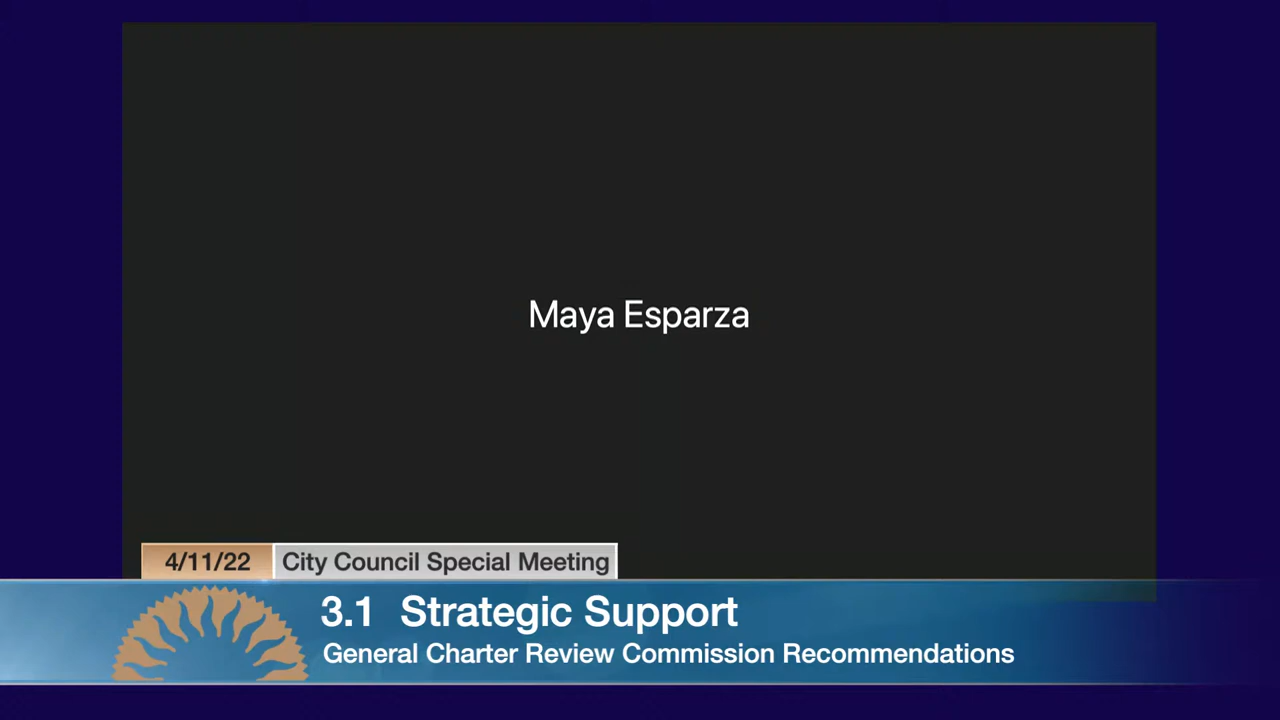 Maya Esparza
4/11/22 City Council Special Meeting
3.1 Strategic Support
General Charter Review Commission Recommendations